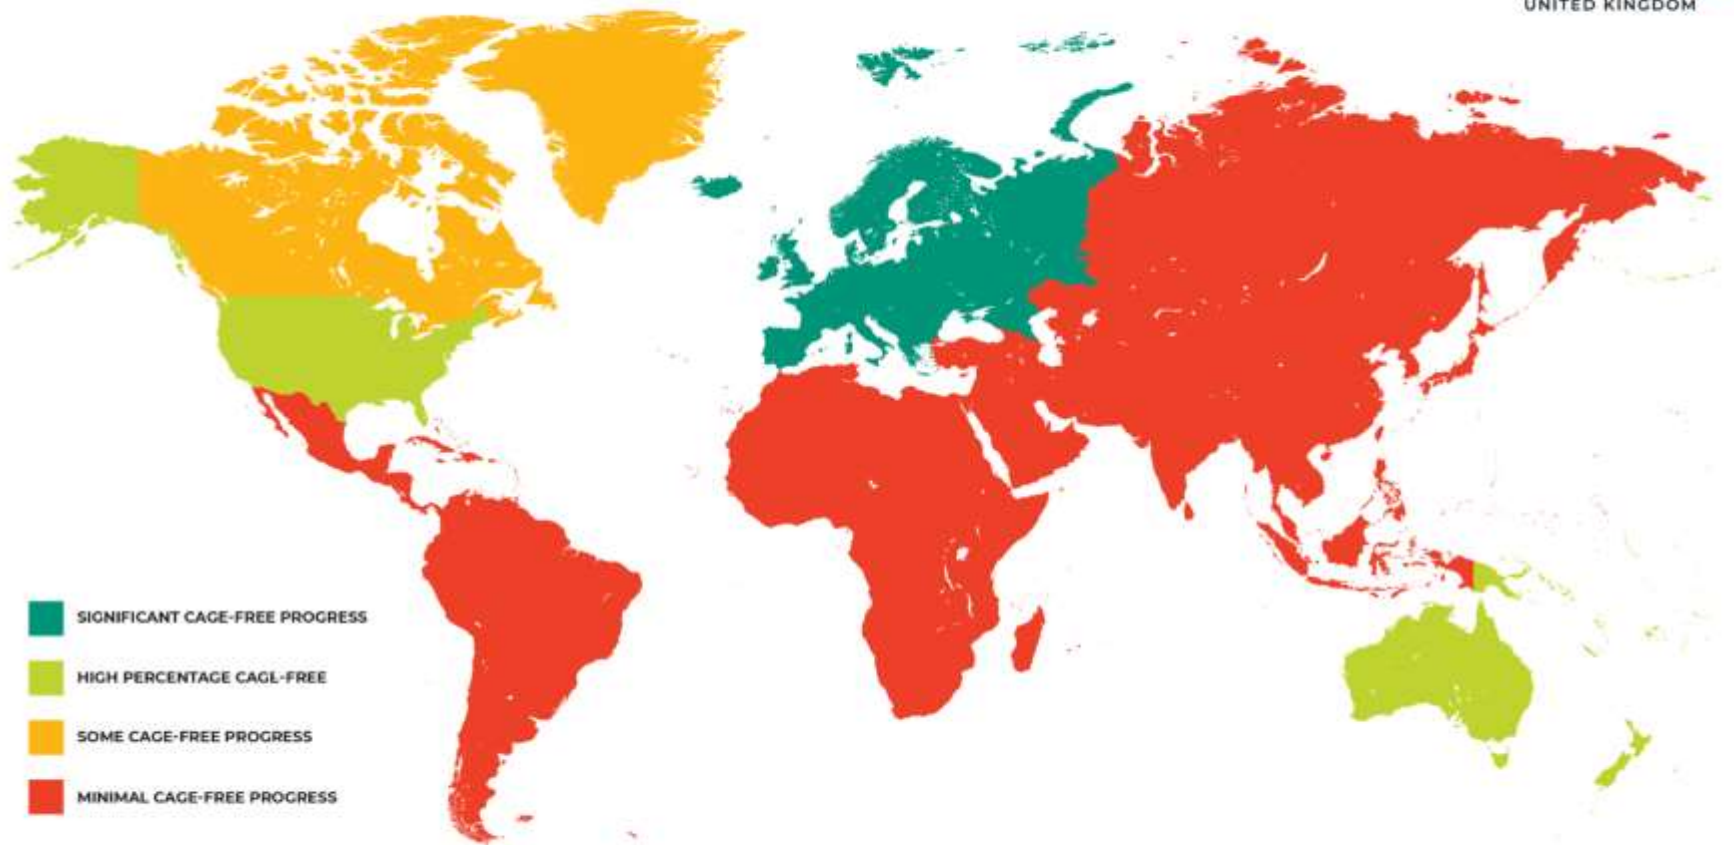 UNITED KINGDOM
SIGNIFICANT CAGE-FREE PROGRESS
HIGH PERCENTAGE CAGL-FREE
SOME CAGE-FREE PROGRESS
MINIMAL CAGE-FREE PROGRESS